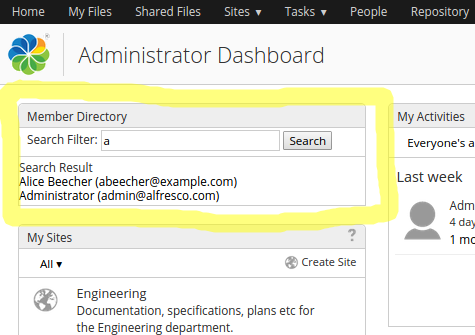 Home My Files Shared Files Sites ▾ Tasks ▾ People Repository
Administrator Dashboard
Member Directory
Search Filter: a Search
Search Result
Alice Beecher (abeecher@example.com)
Administrator (admin@alfresco.com)
My Sites ?
All ▾ Create Site
Engineering
Documentation, specifications, plans etc for
the Engineering department.
My Activities
Everyone's a
Last week
Adm
4 day
1 mo